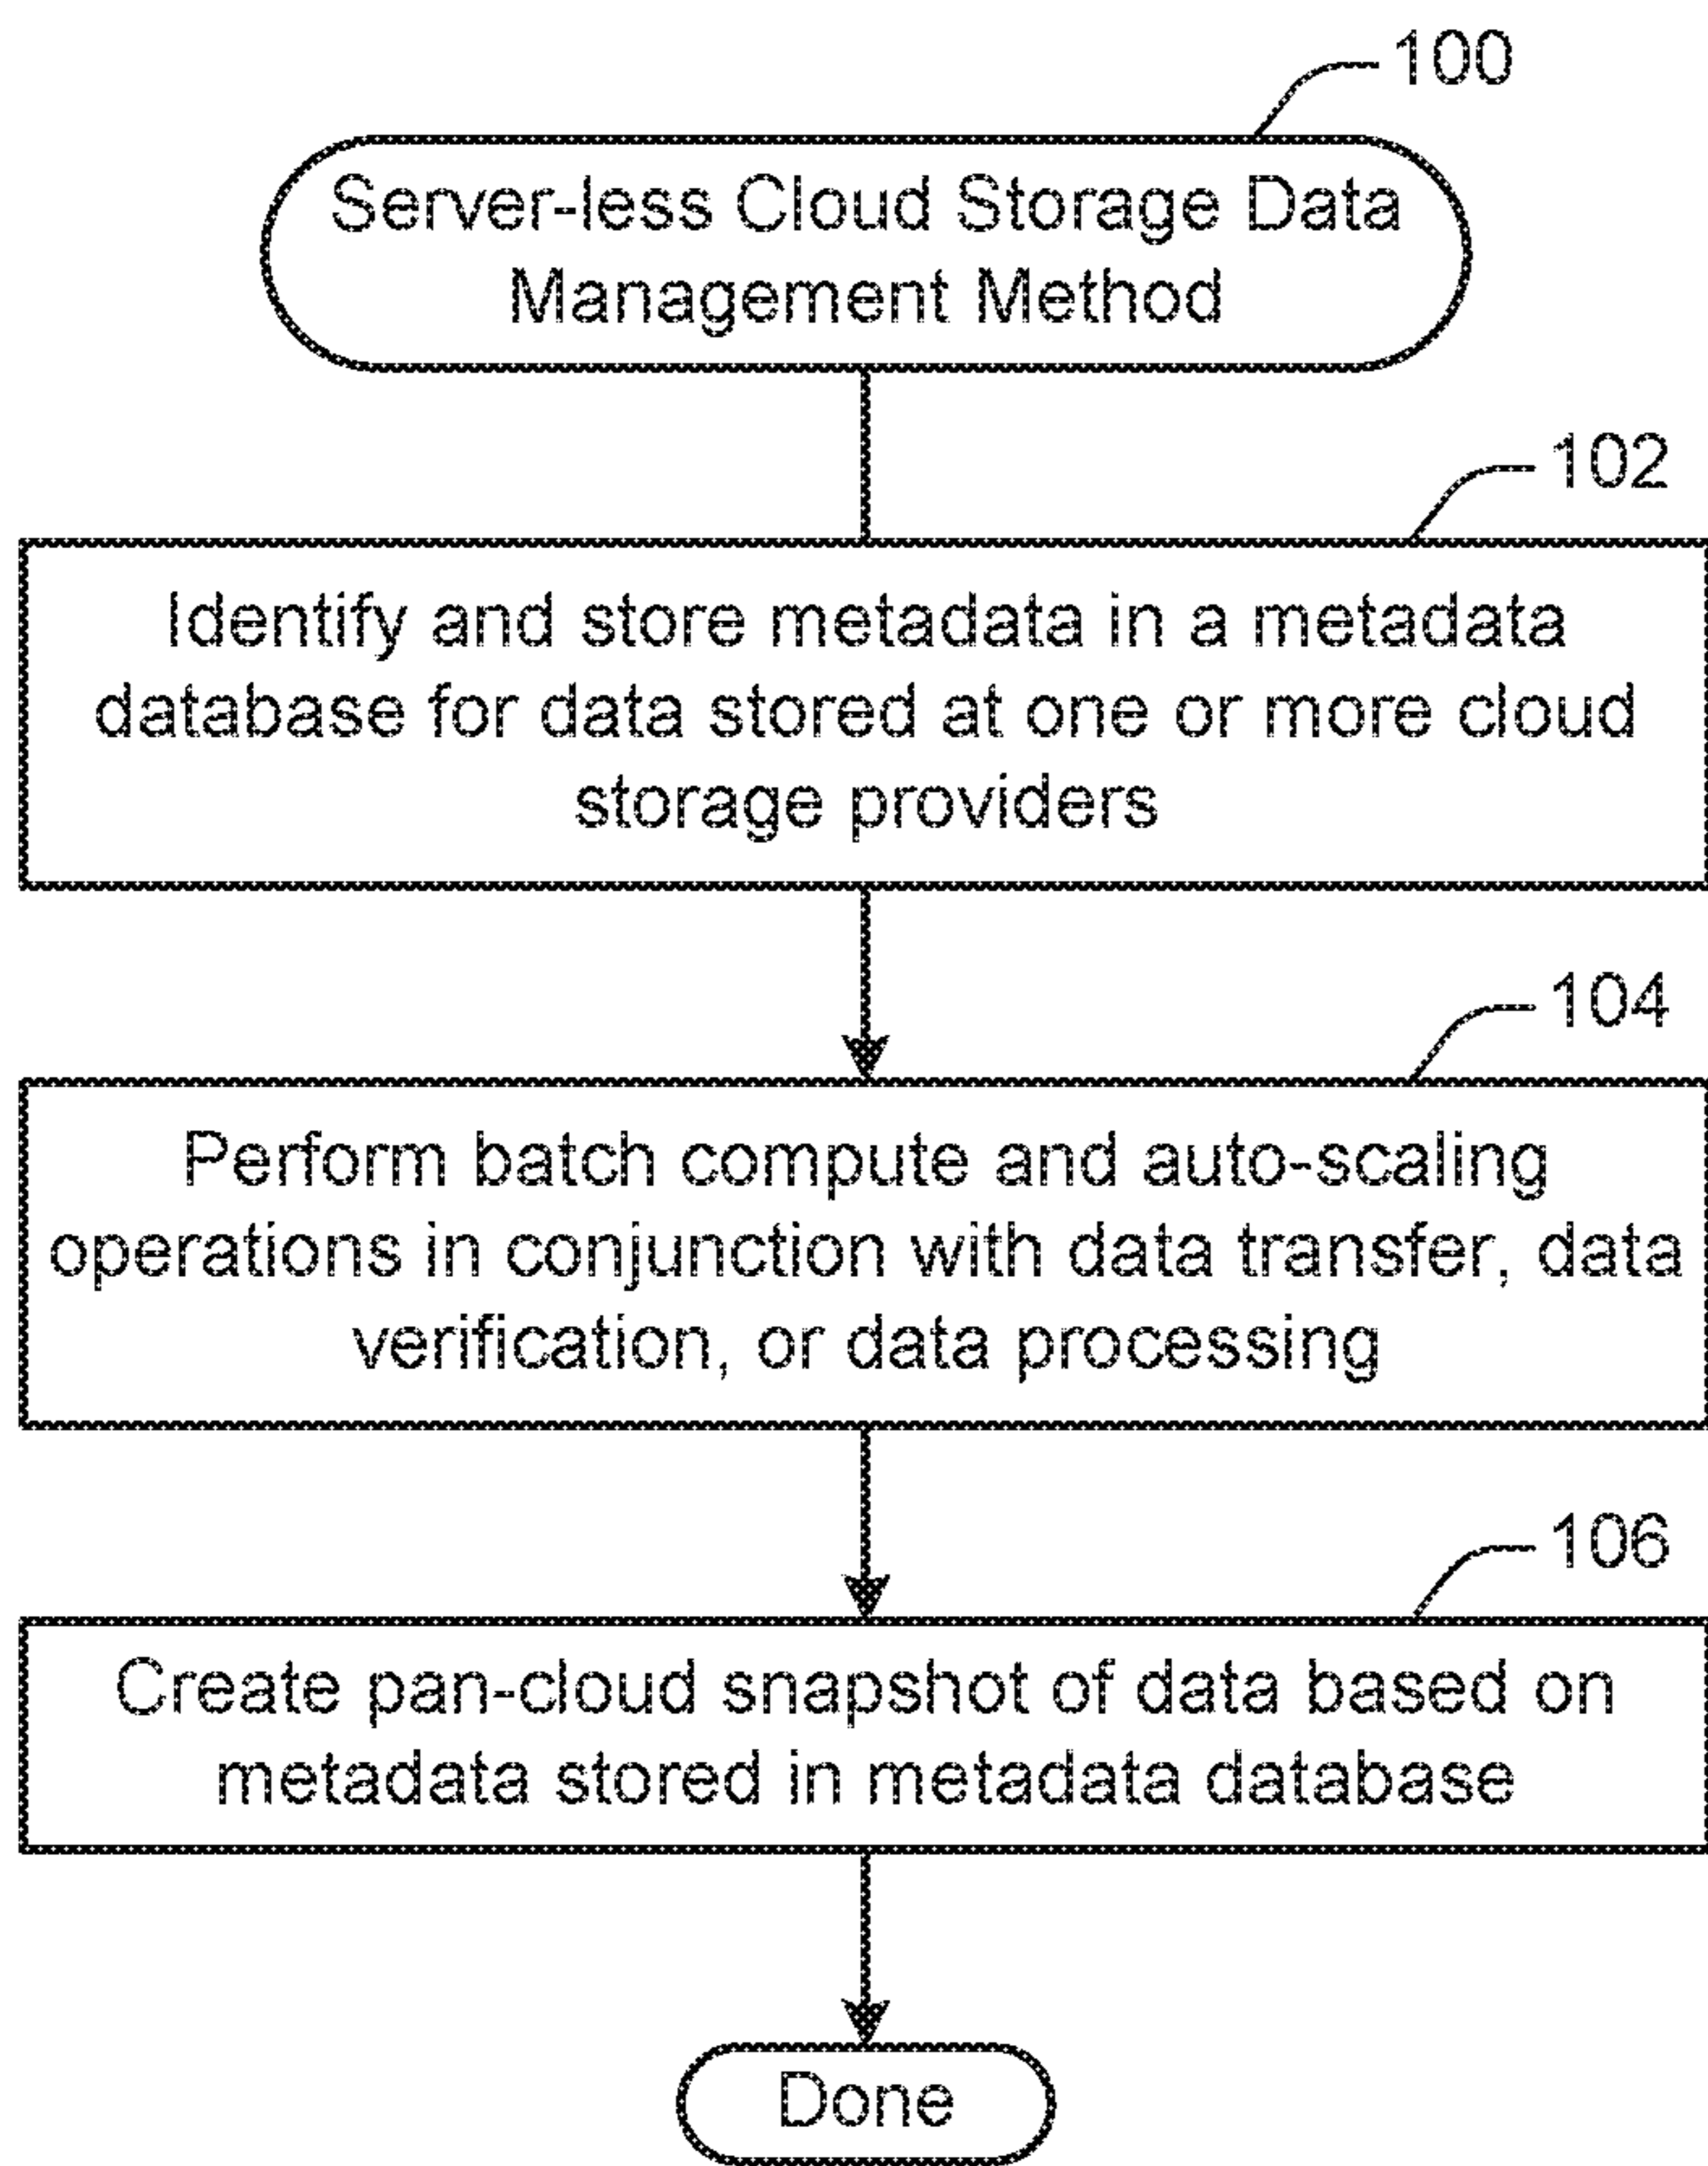 100
Server-less Cloud Storage Data
Management Method
102
Identify and store metadata in a metadata
database for data stored at one or more cloud
storage providers
104
Perform batch compute and auto-scaling
operations in conjunction with data transfer, data
verification, or data processing
106
Create pan-cloud snapshot of data based on
metadata stored in metadata database
Done